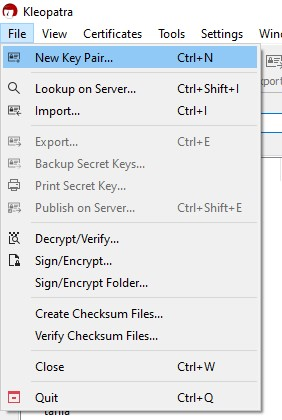 Kleopatra
File View Certificates Tools Settings
New Key Pair... Ctrl+N
Lookup on Server... Ctrl+Shift+I
Import... Ctrl+I
Export... Ctrl+E
Backup Secret Keys...
Print Secret Key...
Publish on Server... Ctrl+Shift+E
Decrypt/Verify...
Sign/Encrypt...
Sign/Encrypt Folder...
Create Checksum Files...
Verify Checksum Files...
Close Ctrl+W
Quit Ctrl+Q